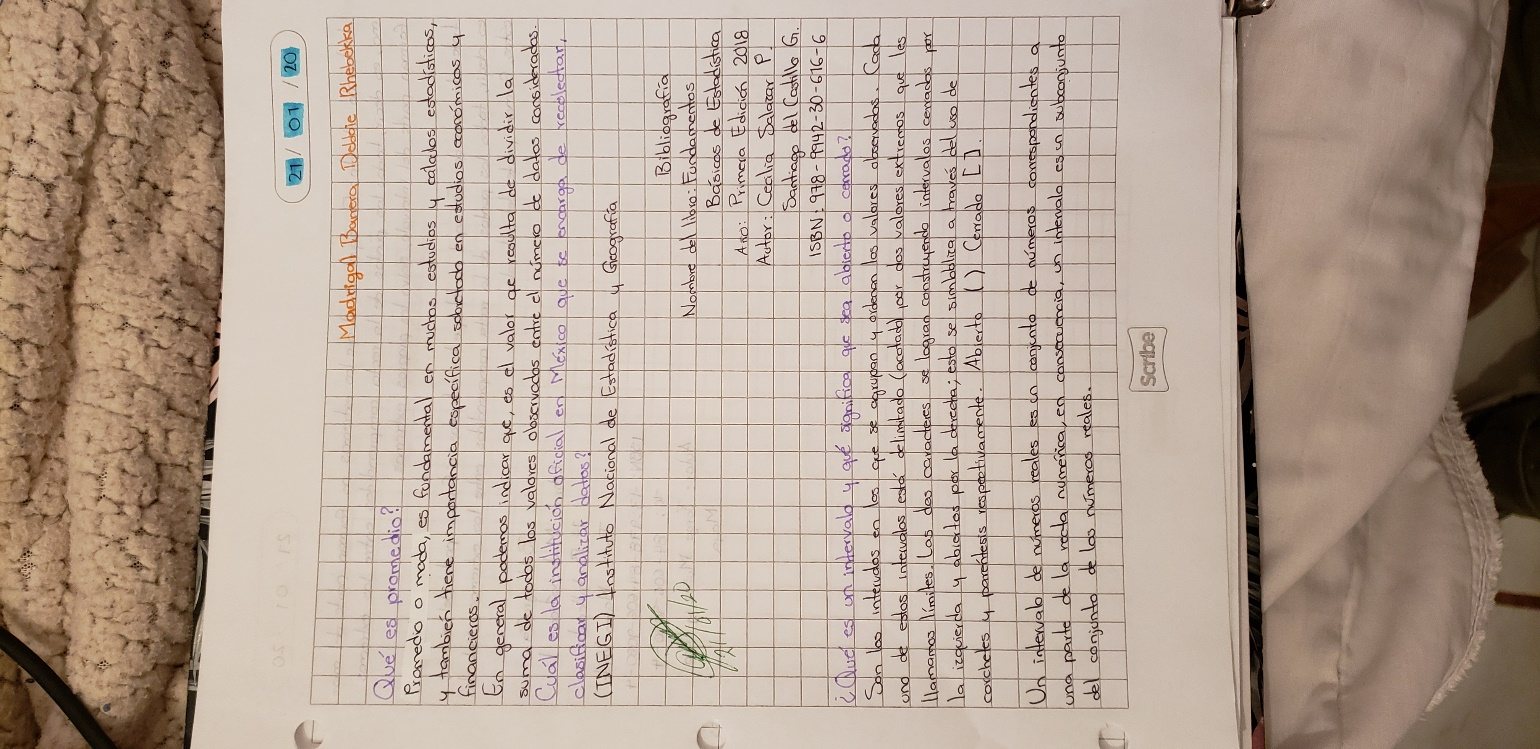 21 / 01 / 20
Madrigal Barrera Debbie Rhebekka
Qué es promedio?
Promedio o moda, es fundamental en muchos estudios y cálculos estadísticos,
y también tiene importancia específica sobretodo en estudios económicos y
financieros.
En general podemos indicar que, es el valor qe resulta de dividir la
suma de todos los valores observados entre el número de datos considerados.
Cuál es la institución oficial en México que se encarga de recolectar,
clasificar y analizar datos?
(INEGI) Instituto Nacional de Estadística y Geografía
Bibliografía
Nombre del libro: Fundamentos
Básicos de Estadística
Año: Primera Edición 2018
Autor: Cecilia Salazar P.
Santiago del Castillo G.
ISBN: 978-9942-30-616-6
21/01/20
¿Qué es un intervalo y qué significa que sea abierto o cerrado?
Son los intervalos en los que se agrupan y ordenan los valores observados. Cada
uno de estos intervalos está delimitado (acotado) por dos valores extremos que les
llamamos límites. Los dos caracteres se logran construyendo intervalos cerrados por
la izquierda y abiertos por la derecha; esto se simboliza a través del uso de
corchetes y paréntesis respectivamente. Abierto ( ) Cerrado [ ].
Un intervalo de números reales es un conjunto de números correspondientes a
una parte de la recta numérica, en consecuencia, un intervalo es un subconjunto
del conjunto de los números reales.
Scribe